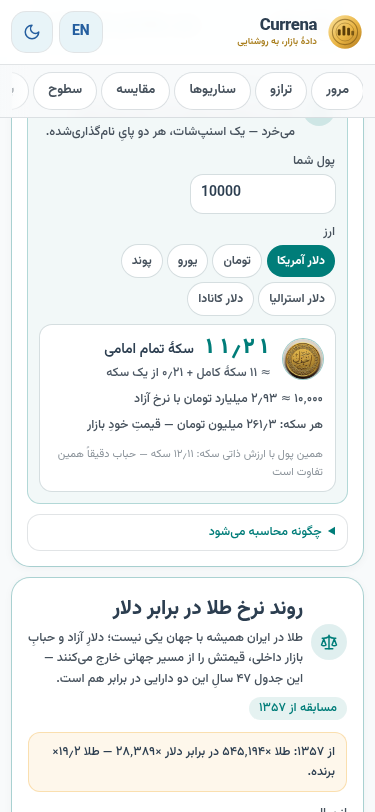 Currena
دادهٔ بازار، به روشنایی
EN
مرور
ترازو
سناریوها
مقایسه
سطوح
می‌خرد — یک اسنپ‌شات، هر دو پایِ نام‌گذاری‌شده.
پول شما
10000
ارز
دلار آمریکا
تومان
یورو
پوند
دلار استرالیا
دلار کانادا
۱۱٫۲۱ سکهٔ تمام امامی
≈ ۱۱ سکهٔ کامل + ۰٫۲۱ از یک سکه
۱۰٬۰۰۰ ≈ ۲٫۹۳ میلیارد تومان با نرخ آزاد
هر سکه: ۲۶۱٫۳ میلیون تومان — قیمتِ خودِ بازار
همین پول با ارزش ذاتی سکه: ۱۲٫۱۱ سکه — حباب دقیقاً همین
تفاوت است
چگونه محاسبه می‌شود
روند نرخ طلا در برابر دلار
طلا در ایران همیشه با جهان یکی نیست؛ دلارِ آزاد و حبابِ
بازار داخلی، قیمتش را از مسیر جهانی خارج می‌کنند —
این جدول ۴۷ سالِ این دو دارایی در برابر هم است.
مسابقه از ۱۳۵۷
از ۱۳۵۷: طلا ×۵۴۵٬۱۹۴ در برابر دلار ×۲۸٬۳۸۹ — طلا ۱۹٫۲×
برنده.